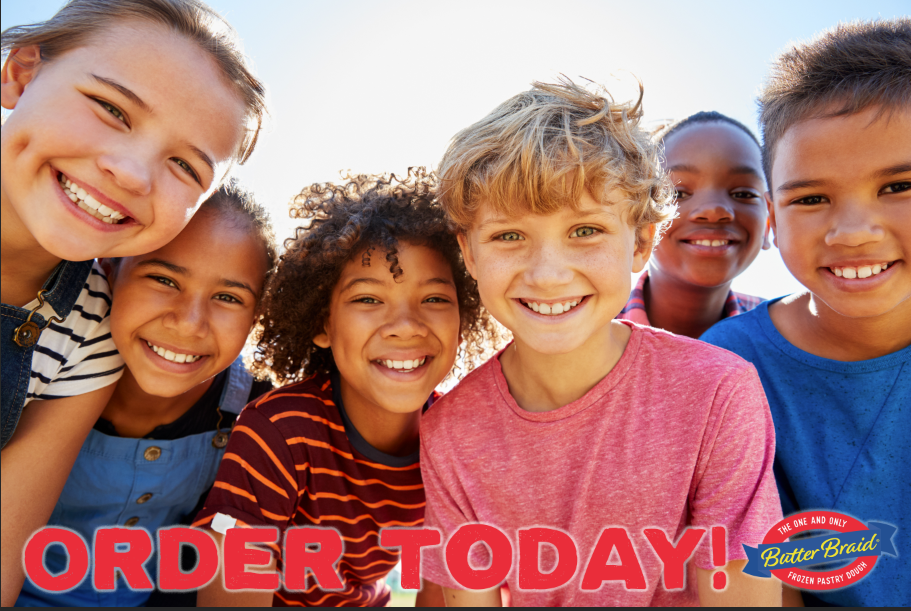 ORDER TODAY!
THE ONE AND ONLY
Butter Braid
FROZEN PASTRY DOUGH